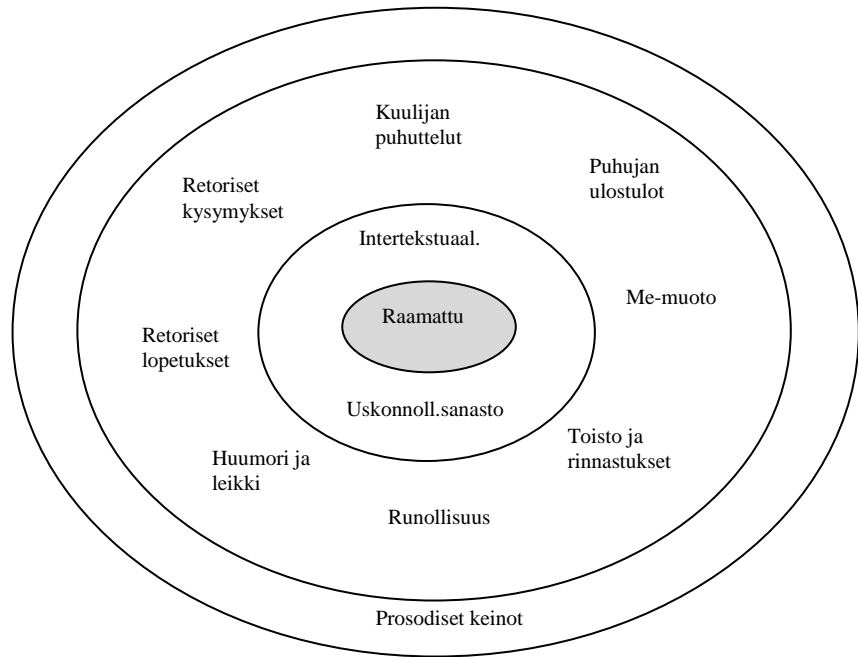 Kuulijan
puhuttelut
Puhujan
ulostulot
Retoriset
kysymykset
Intertekstuaal.
Me-muoto
Raamattu
Retoriset
lopetukset
Uskonnoll.sanasto
Toisto ja
rinnastukset
Huumori ja
leikki
Runollisuus
Prosodiset keinot